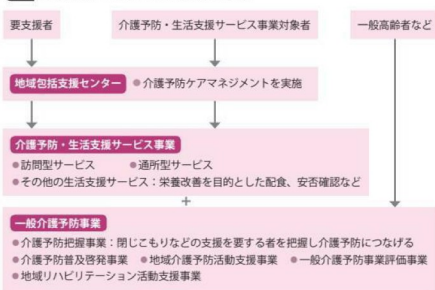 要支援者 介護予防・生活支援サービス事業対象者 一般高齢者など
地域包括支援センター ●介護予防ケアマネジメントを実施
介護予防・生活支援サービス事業
●訪問型サービス ●通所型サービス
●その他の生活支援サービス：栄養改善を目的とした配食、安否確認など
+
一般介護予防事業
●介護予防把握事業：閉じこもりなどの支援を要する者を把握し介護予防につなげる
●介護予防普及啓発事業 ●地域介護予防活動支援事業 ●一般介護予防事業評価事業
●地域リハビリテーション活動支援事業